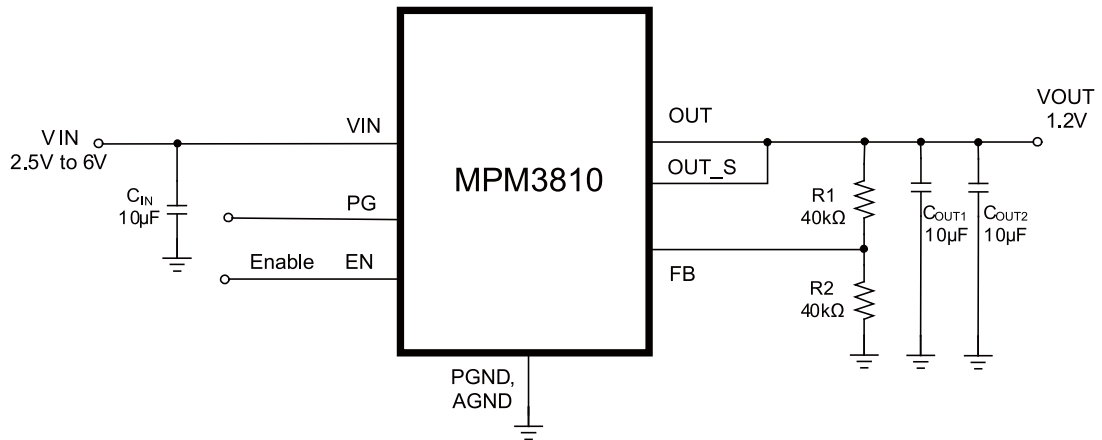 VIN
2.5V to 6V
CIN
10µF
VIN
PG
Enable
EN
MPM3810
PGND,
AGND
OUT
OUT_S
FB
R1
40kΩ
R2
40kΩ
COUT1
10µF
COUT2
10µF
VOUT
1.2V